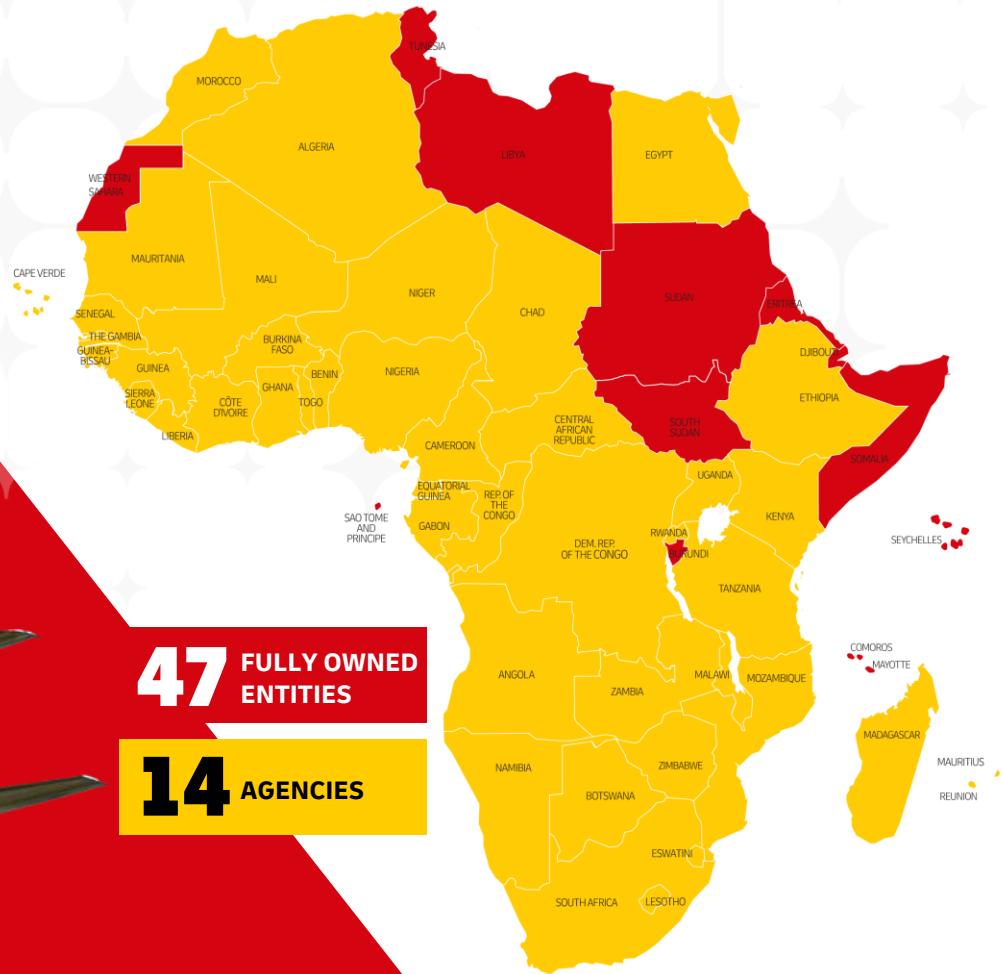 TUNESIA
MOROCCO
ALGERIA
LIBYA
EGYPT
WESTERN
SAHARA
MAURITANIA
CAPE VERDE
MALI
NIGER
CHAD
SUDAN
ERITREA
SENEGAL
THE GAMBIA
GUINEA-
BISSAU
GUINEA
BURKINA
FASO
BENIN
NIGERIA
DJIBOUTI
ETHIOPIA
SIERRA
LEONE
CÔTE
D'IVOIRE
GHANA
TOGO
LIBERIA
CAMEROON
CENTRAL
AFRICAN
REPUBLIC
SOUTH
SUDAN
SOMALIA
UGANDA
EQUATORIAL
GUINEA
REP. OF
THE
CONGO
KENYA
SAO TOME
AND
PRINCIPE
GABON
RWANDA
BURUNDI
DEM. REP.
OF THE CONGO
SEYCHELLES
TANZANIA
47 FULLY OWNED
ENTITIES
ANGOLA
ZAMBIA
MALAWI
MOZAMBIQUE
COMOROS
MAYOTTE
14 AGENCIES
NAMIBIA
ZIMBABWE
BOTSWANA
MADAGASCAR
MAURITIUS
REUNION
ESWATINI
SOUTH AFRICA
LESOTHO